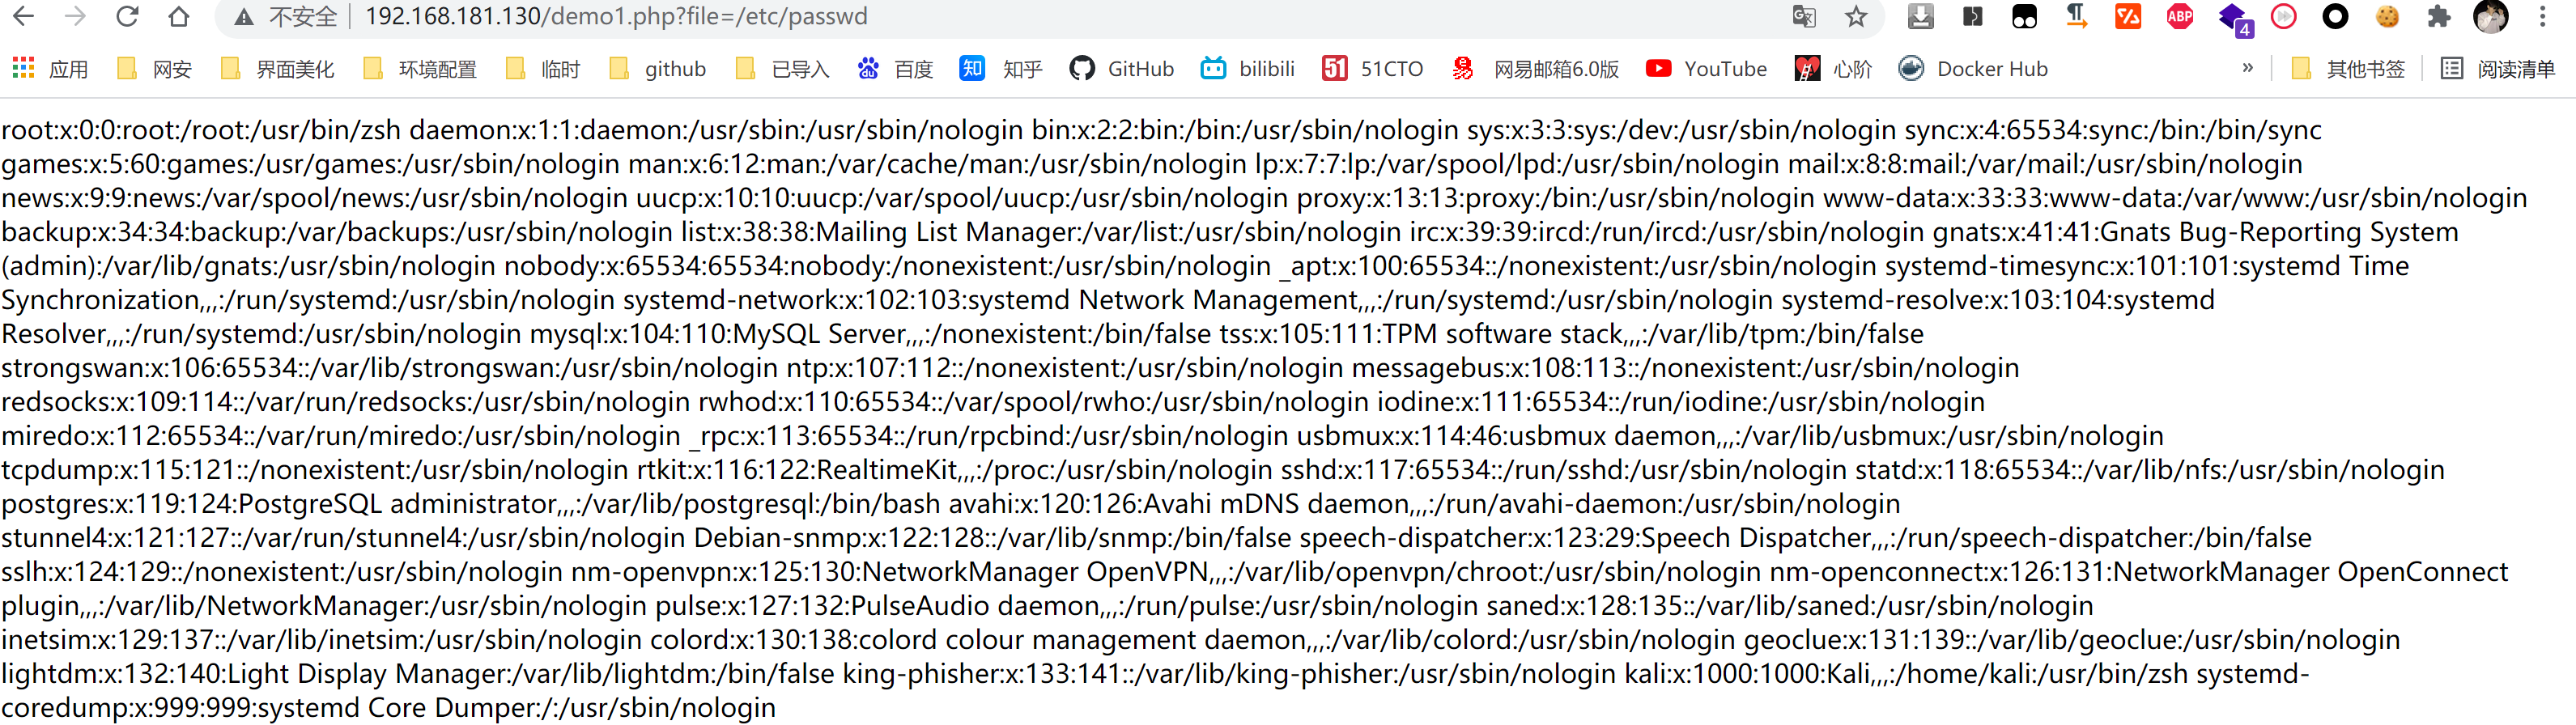 不安全 192.168.181.130/demo1.php?file=/etc/passwd ABP 4
应用 网安 界面美化 环境配置 临时 github 已导入 百度 知 知乎 GitHub bilibili 51 51CTO 网易邮箱6.0版 YouTube 心阶 Docker Hub » 其他书签 阅读清单
root:x:0:0:root:/root:/usr/bin/zsh daemon:x:1:1:daemon:/usr/sbin:/usr/sbin/nologin bin:x:2:2:bin:/bin:/usr/sbin/nologin sys:x:3:3:sys:/dev:/usr/sbin/nologin sync:x:4:65534:sync:/bin:/bin/sync
games:x:5:60:games:/usr/games:/usr/sbin/nologin man:x:6:12:man:/var/cache/man:/usr/sbin/nologin lp:x:7:7:lp:/var/spool/lpd:/usr/sbin/nologin mail:x:8:8:mail:/var/mail:/usr/sbin/nologin
news:x:9:9:news:/var/spool/news:/usr/sbin/nologin uucp:x:10:10:uucp:/var/spool/uucp:/usr/sbin/nologin proxy:x:13:13:proxy:/bin:/usr/sbin/nologin www-data:x:33:33:www-data:/var/www:/usr/sbin/nologin
backup:x:34:34:backup:/var/backups:/usr/sbin/nologin list:x:38:38:Mailing List Manager:/var/list:/usr/sbin/nologin irc:x:39:39:ircd:/run/ircd:/usr/sbin/nologin gnats:x:41:41:Gnats Bug-Reporting System
(admin):/var/lib/gnats:/usr/sbin/nologin nobody:x:65534:65534:nobody:/nonexistent:/usr/sbin/nologin _apt:x:100:65534::/nonexistent:/usr/sbin/nologin systemd-timesync:x:101:101:systemd Time
Synchronization,,,:/run/systemd:/usr/sbin/nologin systemd-network:x:102:103:systemd Network Management,,,:/run/systemd:/usr/sbin/nologin systemd-resolve:x:103:104:systemd
Resolver,,,:/run/systemd:/usr/sbin/nologin mysql:x:104:110:MySQL Server,,,:/nonexistent:/bin/false tss:x:105:111:TPM software stack,,,:/var/lib/tpm:/bin/false
strongswan:x:106:65534::/var/lib/strongswan:/usr/sbin/nologin ntp:x:107:112::/nonexistent:/usr/sbin/nologin messagebus:x:108:113::/nonexistent:/usr/sbin/nologin
redsocks:x:109:114::/var/run/redsocks:/usr/sbin/nologin rwhod:x:110:65534::/var/spool/rwho:/usr/sbin/nologin iodine:x:111:65534::/run/iodine:/usr/sbin/nologin
miredo:x:112:65534::/var/run/miredo:/usr/sbin/nologin _rpc:x:113:65534::/run/rpcbind:/usr/sbin/nologin usbmux:x:114:46:usbmux daemon,,,:/var/lib/usbmux:/usr/sbin/nologin
tcpdump:x:115:121::/nonexistent:/usr/sbin/nologin rtkit:x:116:122:RealtimeKit,,,:/proc:/usr/sbin/nologin sshd:x:117:65534::/run/sshd:/usr/sbin/nologin statd:x:118:65534::/var/lib/nfs:/usr/sbin/nologin
postgres:x:119:124:PostgreSQL administrator,,,:/var/lib/postgresql:/bin/bash avahi:x:120:126:Avahi mDNS daemon,,,:/run/avahi-daemon:/usr/sbin/nologin
stunnel4:x:121:127::/var/run/stunnel4:/usr/sbin/nologin Debian-snmp:x:122:128::/var/lib/snmp:/bin/false speech-dispatcher:x:123:29:Speech Dispatcher,,,:/run/speech-dispatcher:/bin/false
sslh:x:124:129::/nonexistent:/usr/sbin/nologin nm-openvpn:x:125:130:NetworkManager OpenVPN,,,:/var/lib/openvpn/chroot:/usr/sbin/nologin nm-openconnect:x:126:131:NetworkManager OpenConnect
plugin,,,:/var/lib/NetworkManager:/usr/sbin/nologin pulse:x:127:132:PulseAudio daemon,,,:/run/pulse:/usr/sbin/nologin saned:x:128:135::/var/lib/saned:/usr/sbin/nologin
inetsim:x:129:137::/var/lib/inetsim:/usr/sbin/nologin colord:x:130:138:colord colour management daemon,,,:/var/lib/colord:/usr/sbin/nologin geoclue:x:131:139::/var/lib/geoclue:/usr/sbin/nologin
lightdm:x:132:140:Light Display Manager:/var/lib/lightdm:/bin/false king-phisher:x:133:141::/var/lib/king-phisher:/usr/sbin/nologin kali:x:1000:1000:Kali,,,:/home/kali:/usr/bin/zsh systemd-
coredump:x:999:999:systemd Core Dumper:/:/usr/sbin/nologin